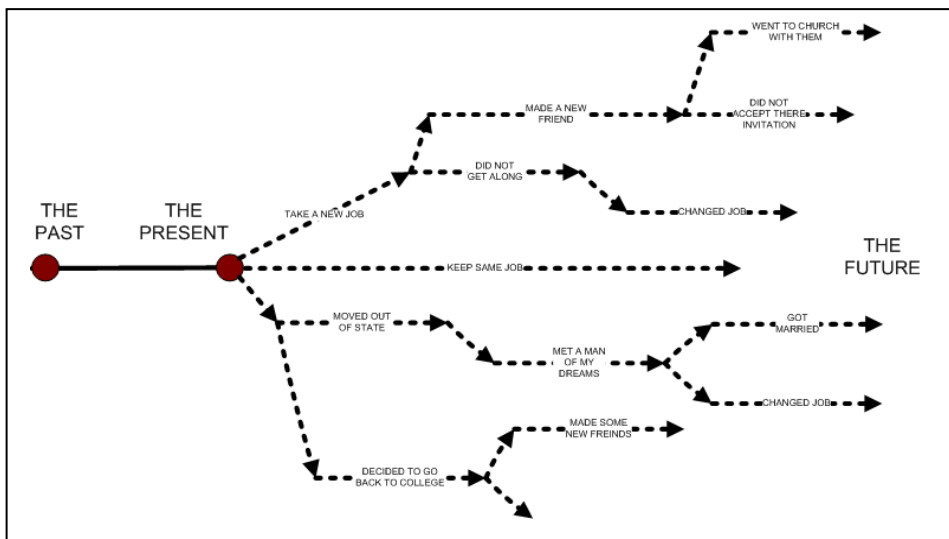 WENT TO CHURCH
WITH THEM
MADE A NEW
FRIEND
DID NOT
ACCEPT THERE
INVITATION
DID NOT
GET ALONG
TAKE A NEW JOB
CHANGED JOB
THE
PAST
THE
PRESENT
KEEP SAME JOB
THE
FUTURE
MOVED OUT
OF STATE
GOT
MARRIED
MET A MAN
OF MY
DREAMS
CHANGED JOB
MADE SOME
NEW FREINDS
DECIDED TO GO
BACK TO COLLEGE